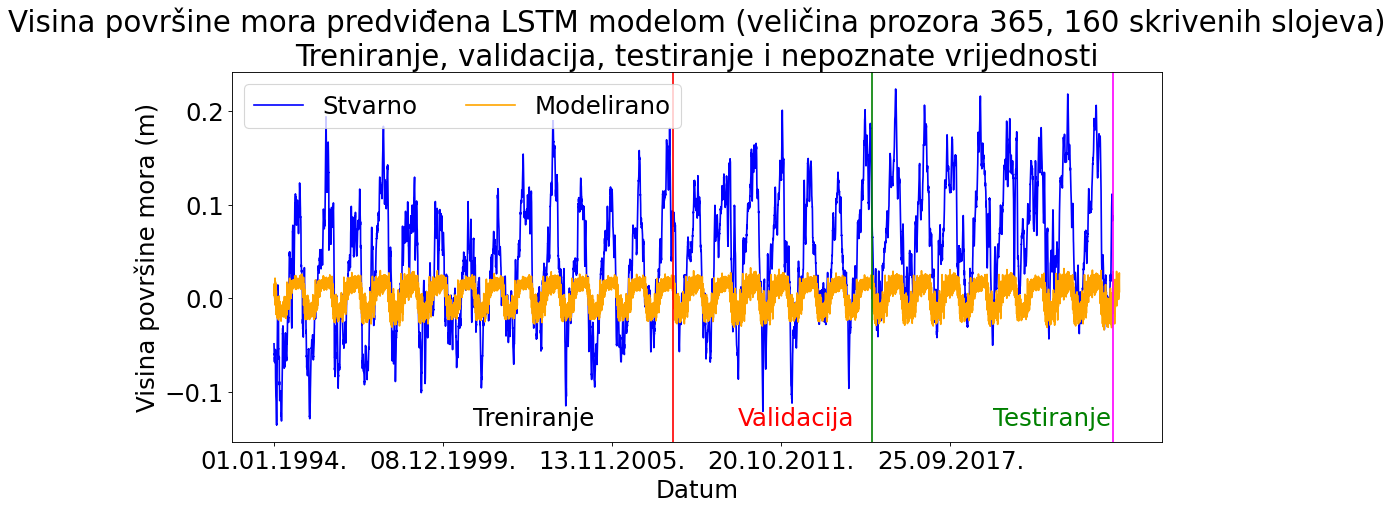 Visina površine mora predviđena LSTM modelom (veličina prozora 365, 160 skrivenih slojeva)
Treniranje, validacija, testiranje i nepoznate vrijednosti
Stvarno
Modelirano
Visina površine mora (m)
0.2
0.1
0.0
−0.1
Treniranje
Validacija
Testiranje
01.01.1994.
08.12.1999.
13.11.2005.
20.10.2011.
25.09.2017.
Datum